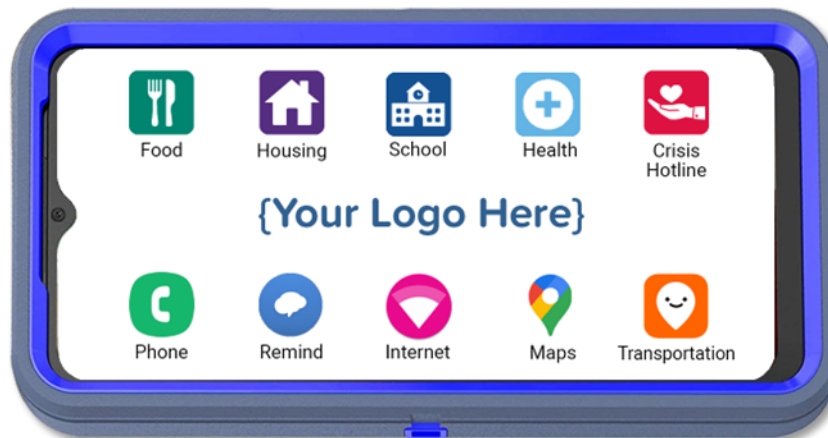 Food
Housing
School
Health
Crisis
Hotline
{Your Logo Here}
Phone
Remind
Internet
Maps
Transportation